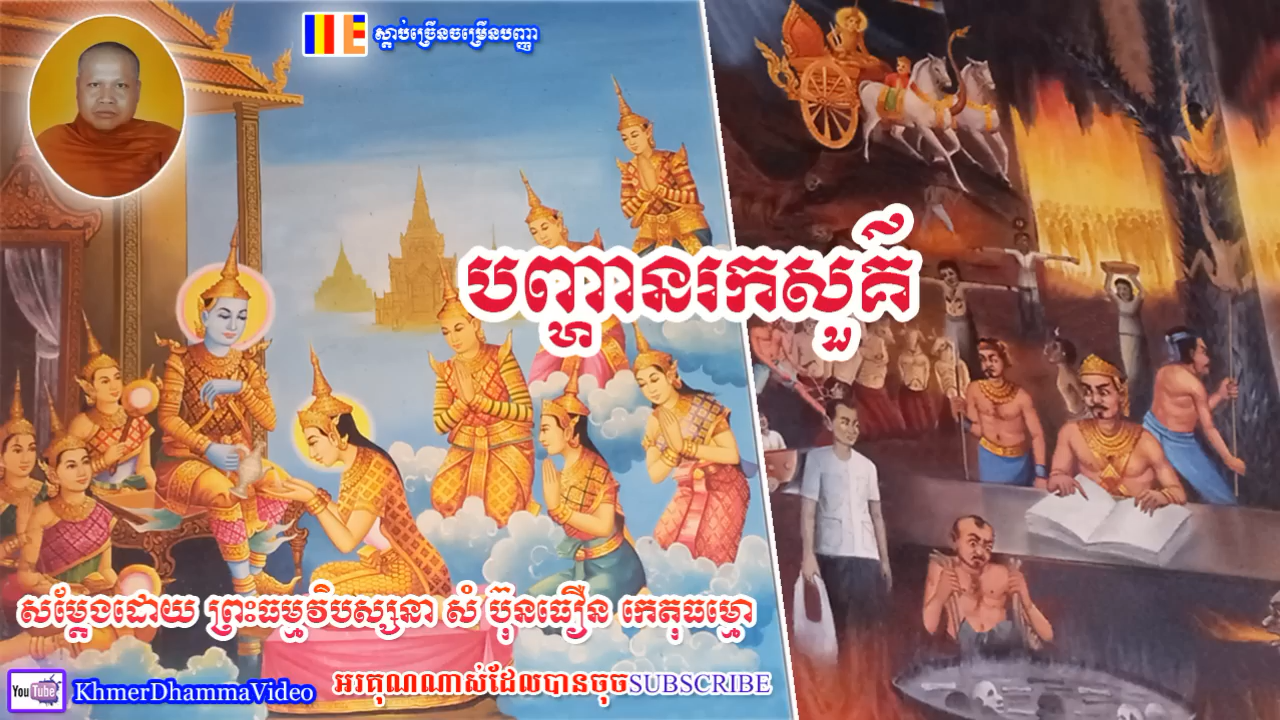 ស្ដាប់ច្រើនចម្រើនបញ្ញា
បញ្ហានរកសួគ៌
សម្ដែងដោយ ព្រះធម្មវិបស្សនា សំ ប៊ុនធឿន កេតុធម្មោ
អរគុណណាស់ដែលបានចុចSUBSCRIBE
YouTube KhmerDhammaVideo